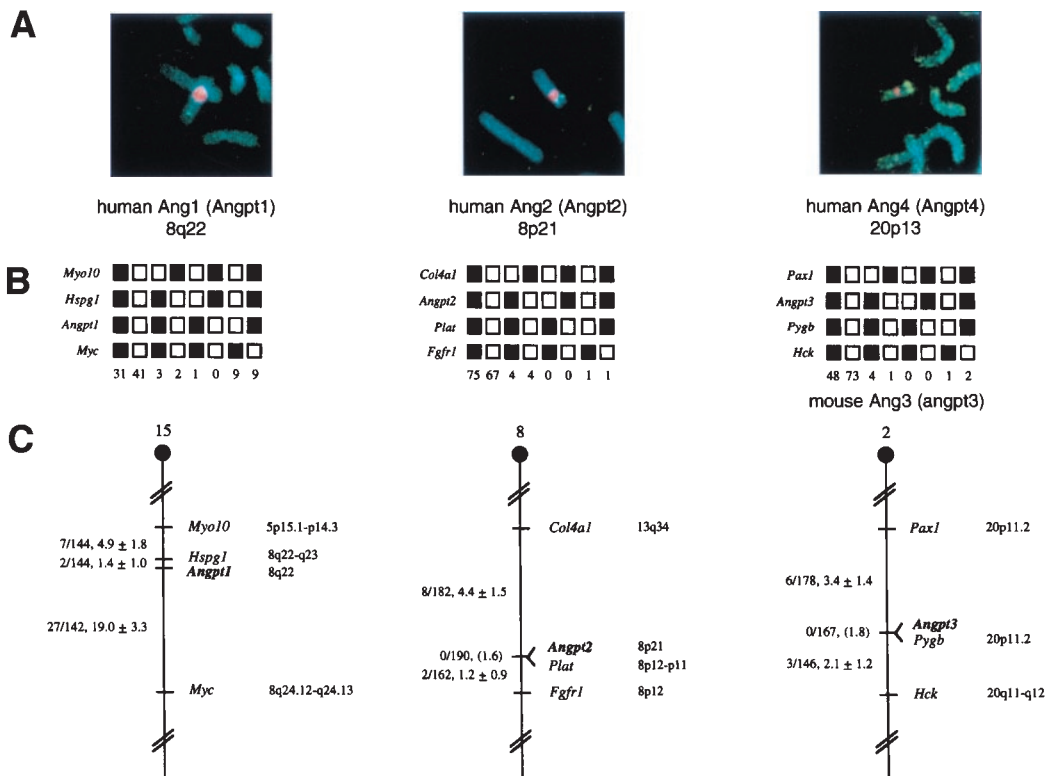 A
human Ang1 (Angpt1)
8q22
human Ang2 (Angpt2)
8p21
human Ang4 (Angpt4)
20p13
B
Myo10
Hspg1
Angpt1
Myc
31 41 3 2 1 0 9 9
Col4a1
Angpt2
Plat
Fgfr1
75 67 4 4 0 0 1 1
Pax1
Angpt3
Pygb
Hck
48 73 4 1 0 0 1 2
mouse Ang3 (angpt3)
C
15
Myo10 5p15.1-p14.3
7/144, 4.9 ± 1.8
Hspg1 8q22-q23
2/144, 1.4 ± 1.0
Angpt1 8q22
27/142, 19.0 ± 3.3
Myc 8q24.12-q24.13
8
Col4a1 13q34
8/182, 4.4 ± 1.5
Angpt2 8p21
0/190, (1.6)
Plat 8p12-p11
2/162, 1.2 ± 0.9
Fgfr1 8p12
2
Pax1 20p11.2
6/178, 3.4 ± 1.4
Angpt3
0/167, (1.8)
Pygb 20p11.2
3/146, 2.1 ± 1.2
Hck 20q11-q12